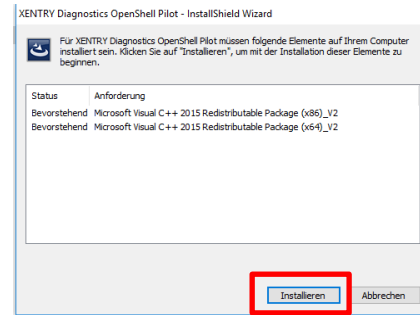 XENTRY Diagnostics OpenShell Pilot - InstallShield Wizard
Für XENTRY Diagnostics OpenShell Pilot müssen folgende Elemente auf Ihrem Computer
installiert sein. Klicken Sie auf "Installieren", um mit der Installation dieser Elemente zu
beginnen.
Status Anforderung
Bevorstehend Microsoft Visual C++ 2015 Redistributable Package (x86)_V2
Bevorstehend Microsoft Visual C++ 2015 Redistributable Package (x64)_V2
Installieren Abbrechen